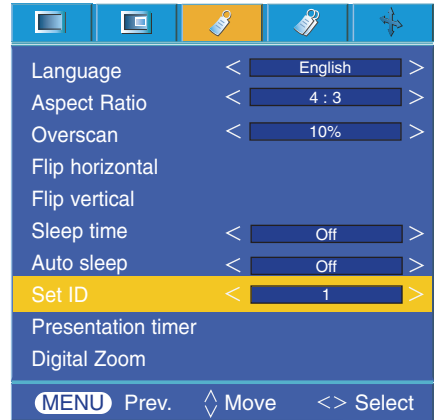 Language < English >
Aspect Ratio < 4 : 3 >
Overscan < 10% >
Flip horizontal
Flip vertical
Sleep time < Off >
Auto sleep < Off >
Set ID < 1 >
Presentation timer
Digital Zoom
MENU Prev. Move <> Select